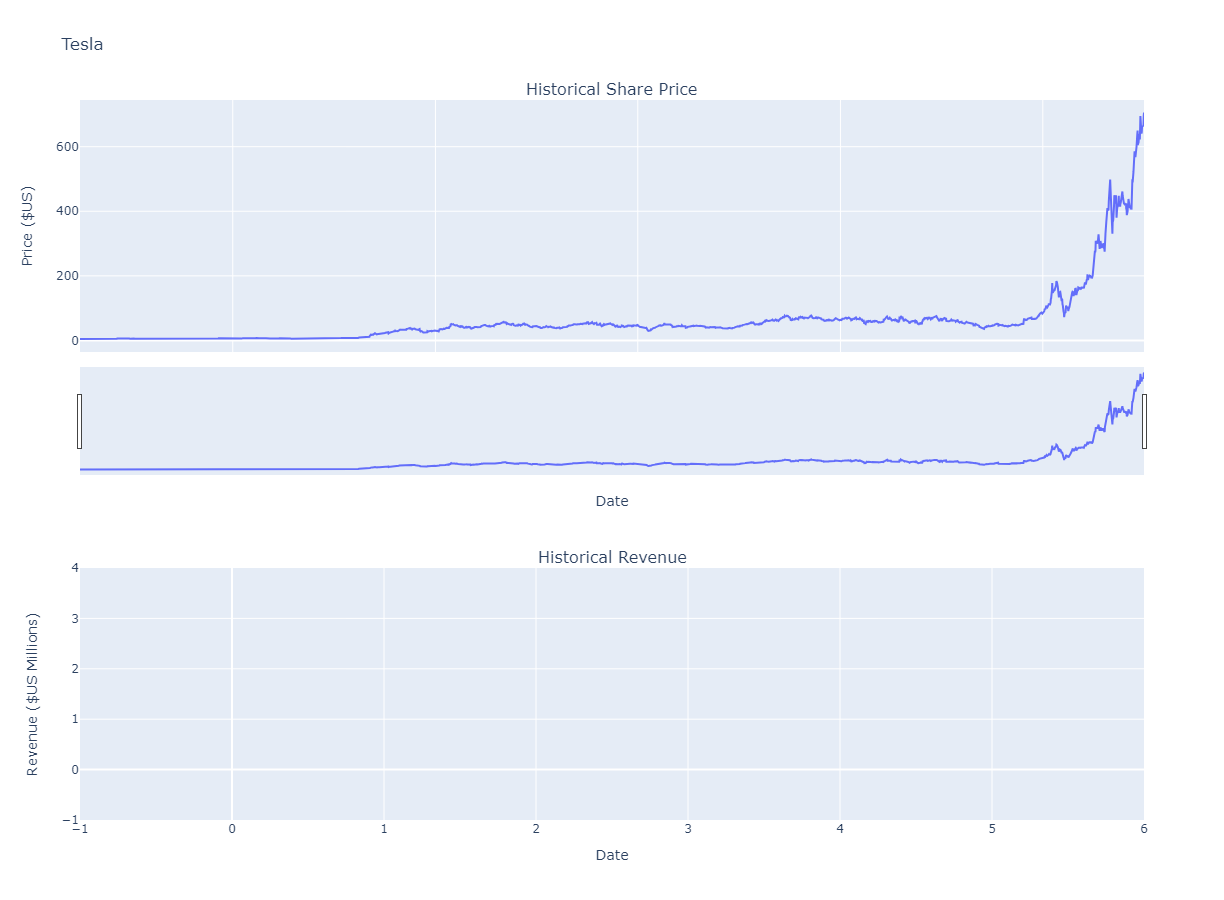 Tesla
Historical Share Price
600
400
200
0
Price ($US)
Date
Historical Revenue
4
3
2
1
0
−1
Revenue ($US Millions)
−1 0 1 2 3 4 5 6
Date